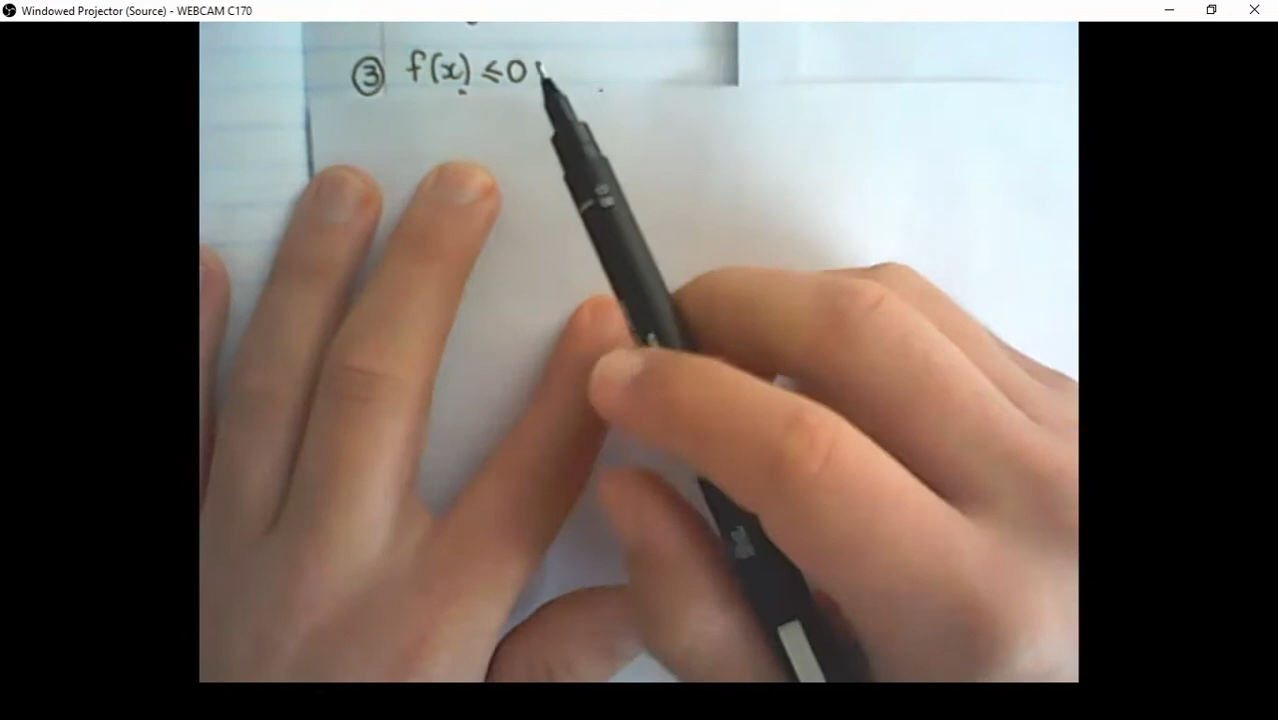 Windowed Projector (Source) - WEBCAM C170
③ f(x) ≤ 0